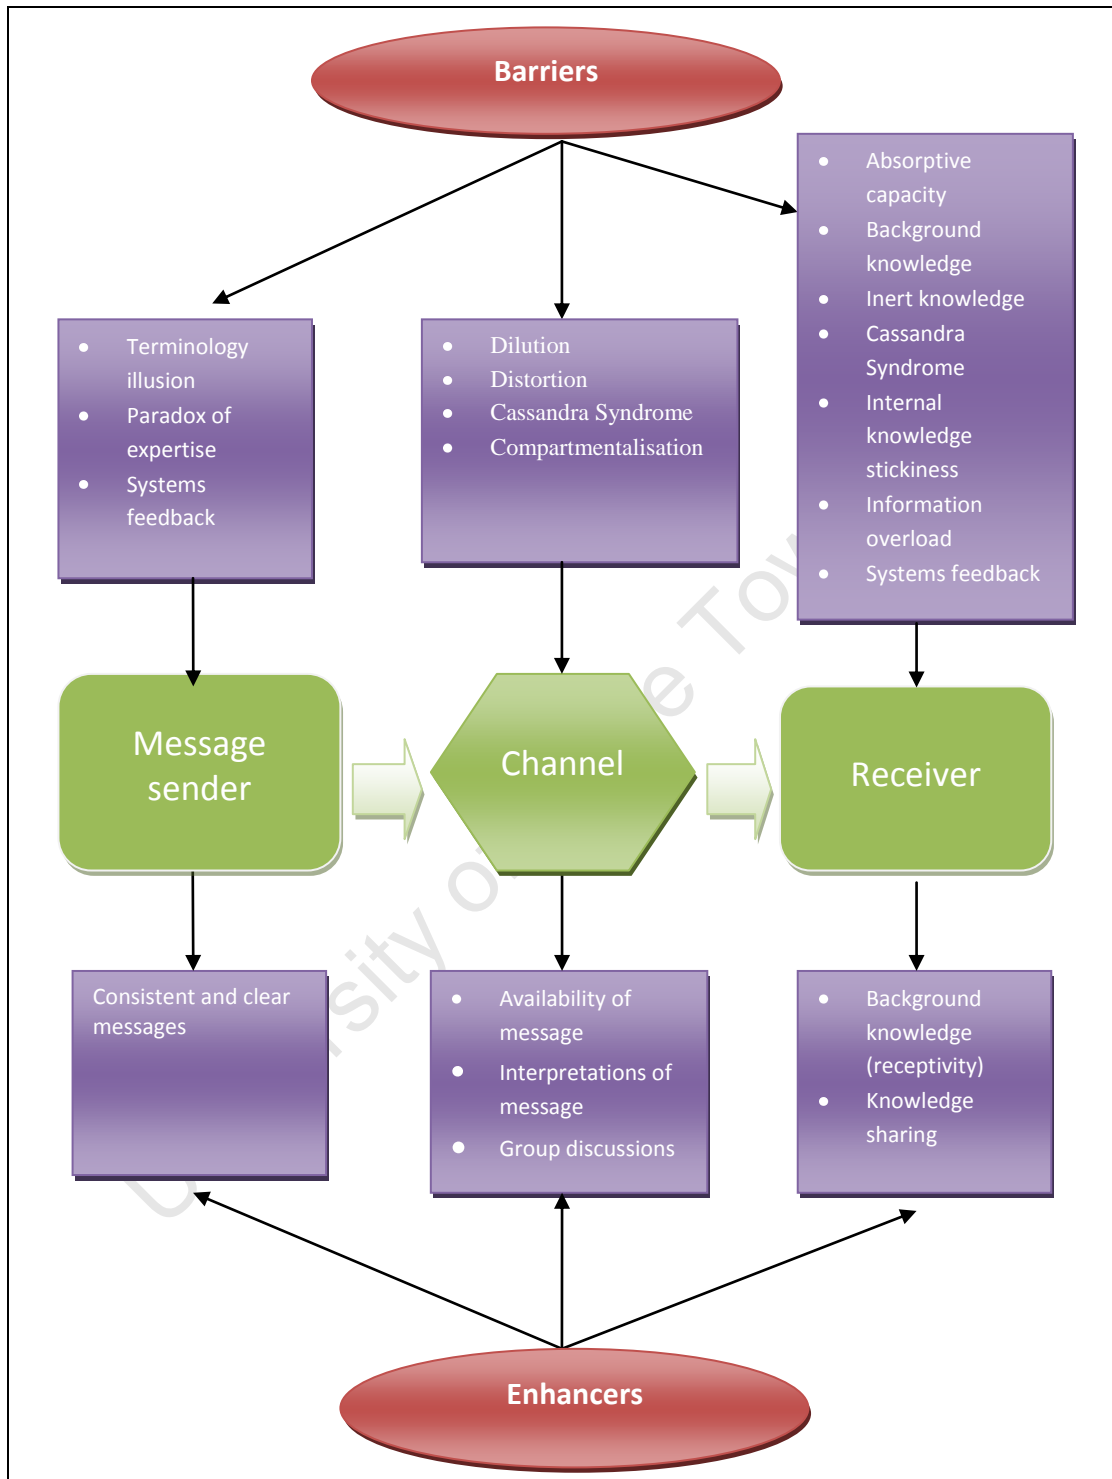 Barriers
Terminology
illusion
Paradox of
expertise
Systems
feedback
Dilution
Distortion
Cassandra Syndrome
Compartmentalisation
Absorptive
capacity
Background
knowledge
Inert knowledge
Cassandra
Syndrome
Internal
knowledge
stickiness
Information
overload
Systems feedback
Message
sender
Channel
Receiver
Consistent and clear
messages
Availability of
message
Interpretations of
message
Group discussions
Background
knowledge
(receptivity)
Knowledge
sharing
Enhancers